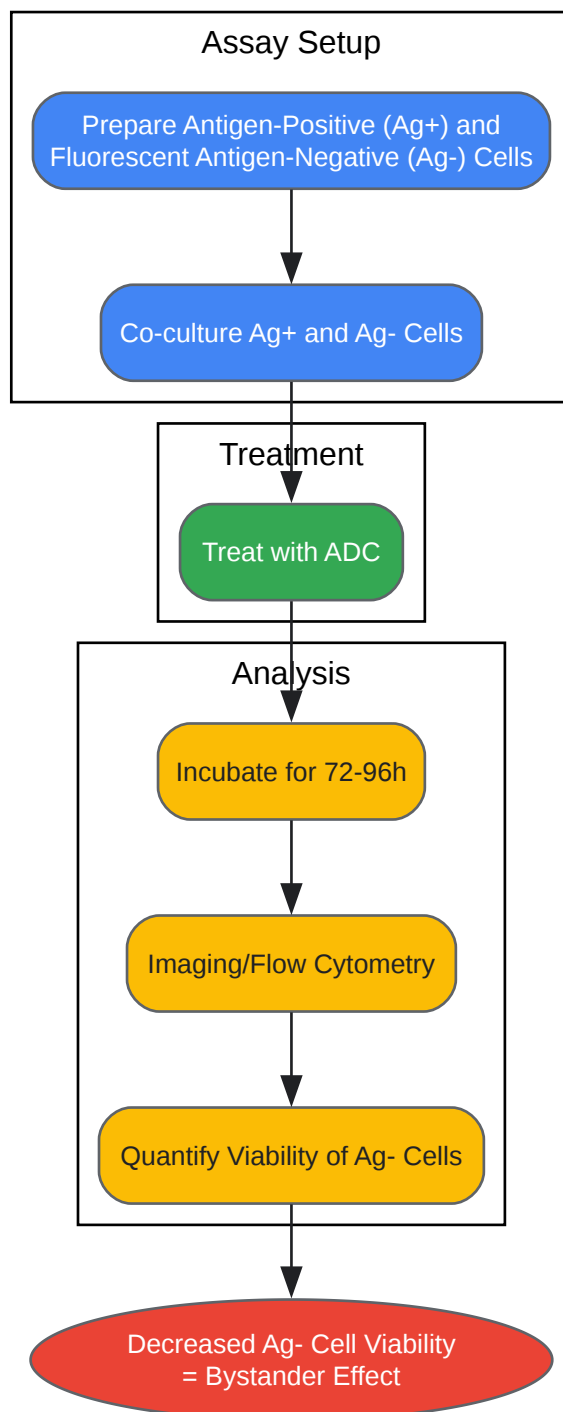 Assay Setup
Prepare Antigen-Positive (Ag+) and
Fluorescent Antigen-Negative (Ag-) Cells
Co-culture Ag+ and Ag- Cells
Treatment
Treat with ADC
Analysis
Incubate for 72-96h
Imaging/Flow Cytometry
Quantify Viability of Ag- Cells
Decreased Ag- Cell Viability
= Bystander Effect